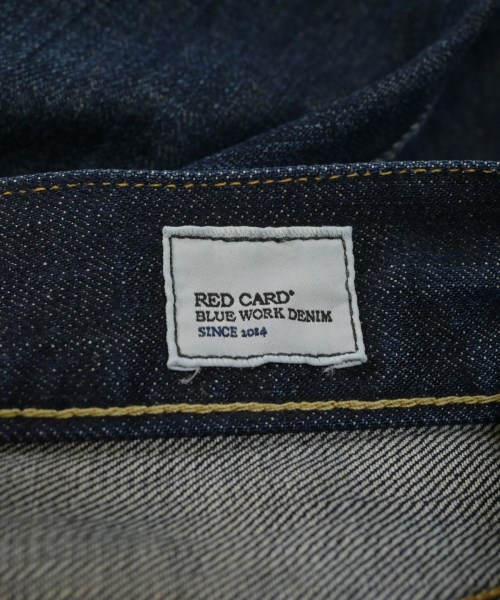 RED CARD®
BLUE WORK DENIM
SINCE 2014